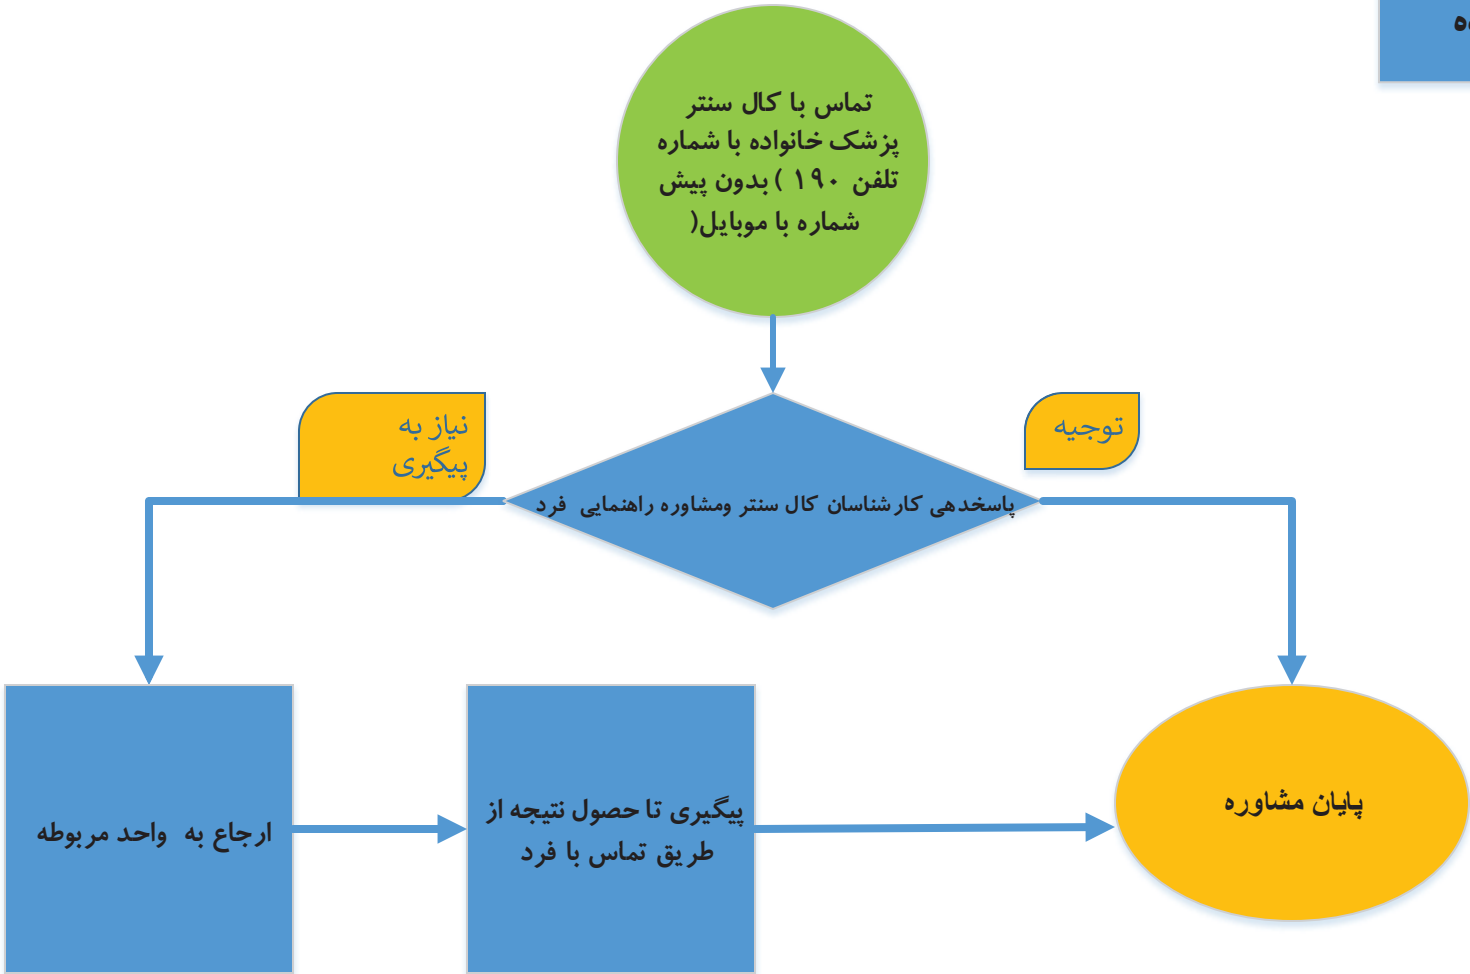 تماس با کال سنتر
پزشک خانواده با شماره
تلفن ۱۹۰ (بدون پیش
شماره با موبایل)
توجیه
نیاز به
پیگیری
پاسخدهی کارشناسان کال سنتر ومشاوره راهنمایی فرد
ارجاع به واحد مربوطه
پیگیری تا حصول نتیجه از
طریق تماس با فرد
پایان مشاوره